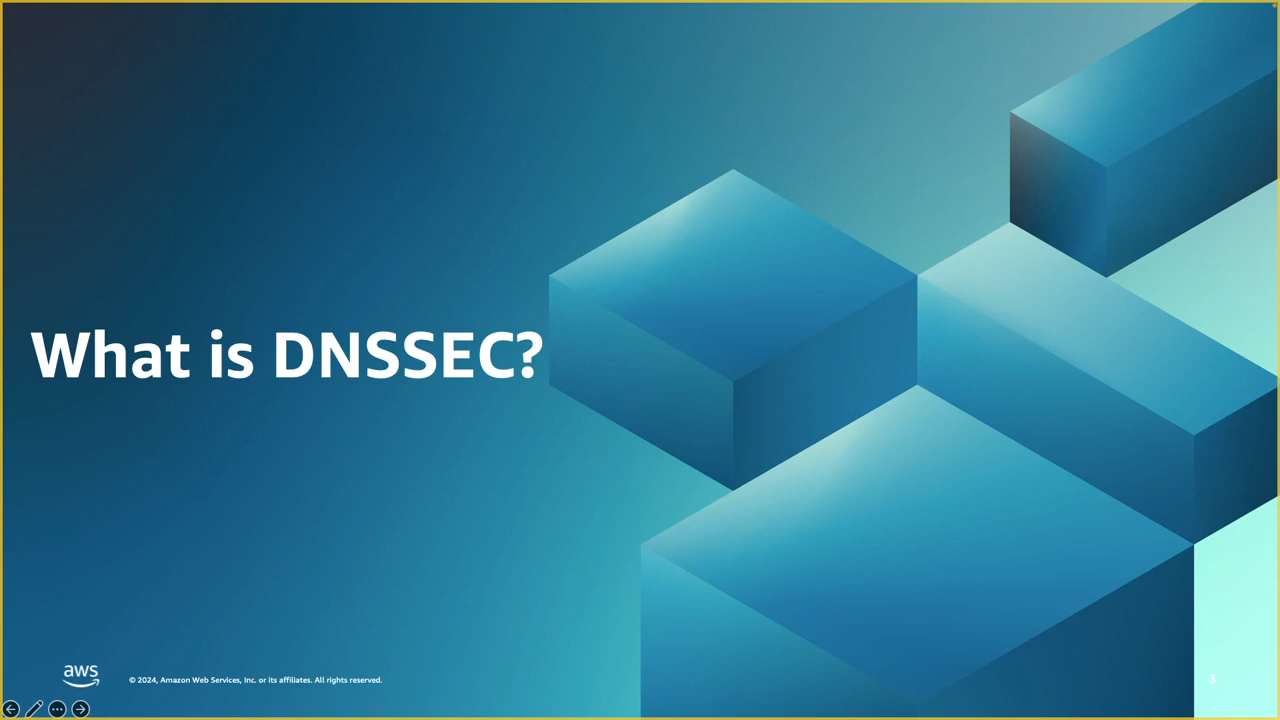 What is DNSSEC?
aws
© 2024, Amazon Web Services, Inc. or its affiliates. All rights reserved.
3